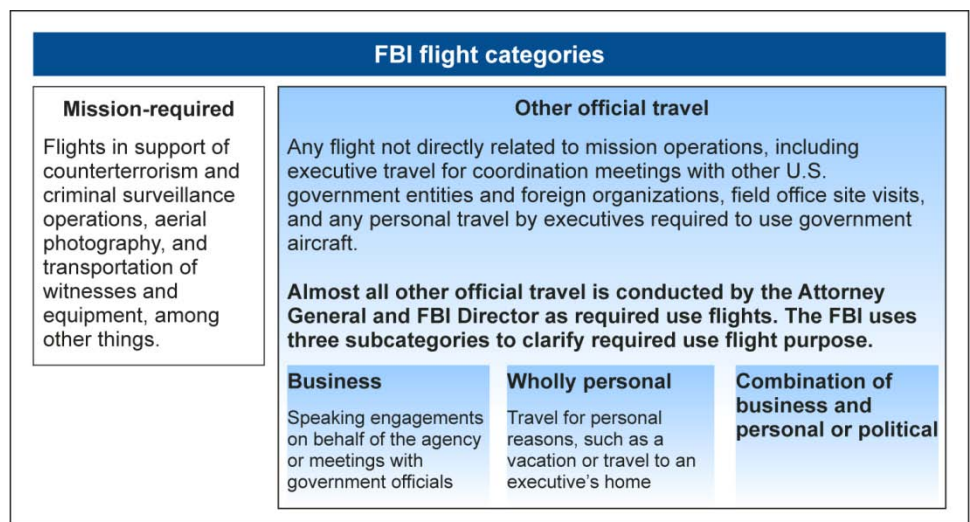 FBI flight categories
Mission-required
Flights in support of
counterterrorism and
criminal surveillance
operations, aerial
photography, and
transportation of
witnesses and
equipment, among
other things.
Other official travel
Any flight not directly related to mission operations, including
executive travel for coordination meetings with other U.S.
government entities and foreign organizations, field office site visits,
and any personal travel by executives required to use government
aircraft.
Almost all other official travel is conducted by the Attorney
General and FBI Director as required use flights. The FBI uses
three subcategories to clarify required use flight purpose.
Business
Speaking engagements
on behalf of the agency
or meetings with
government officials
Wholly personal
Travel for personal
reasons, such as a
vacation or travel to an
executive's home
Combination of
business and
personal or political